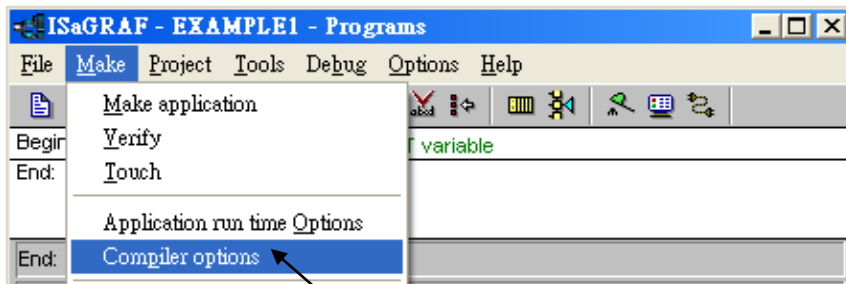 ISaGRAF - EXAMPLE1 - Programs
File Make Project Tools Debug Options Help
Make application
Begin
Verify
T variable
End:
Touch
Application run time Options
End:
Compiler options